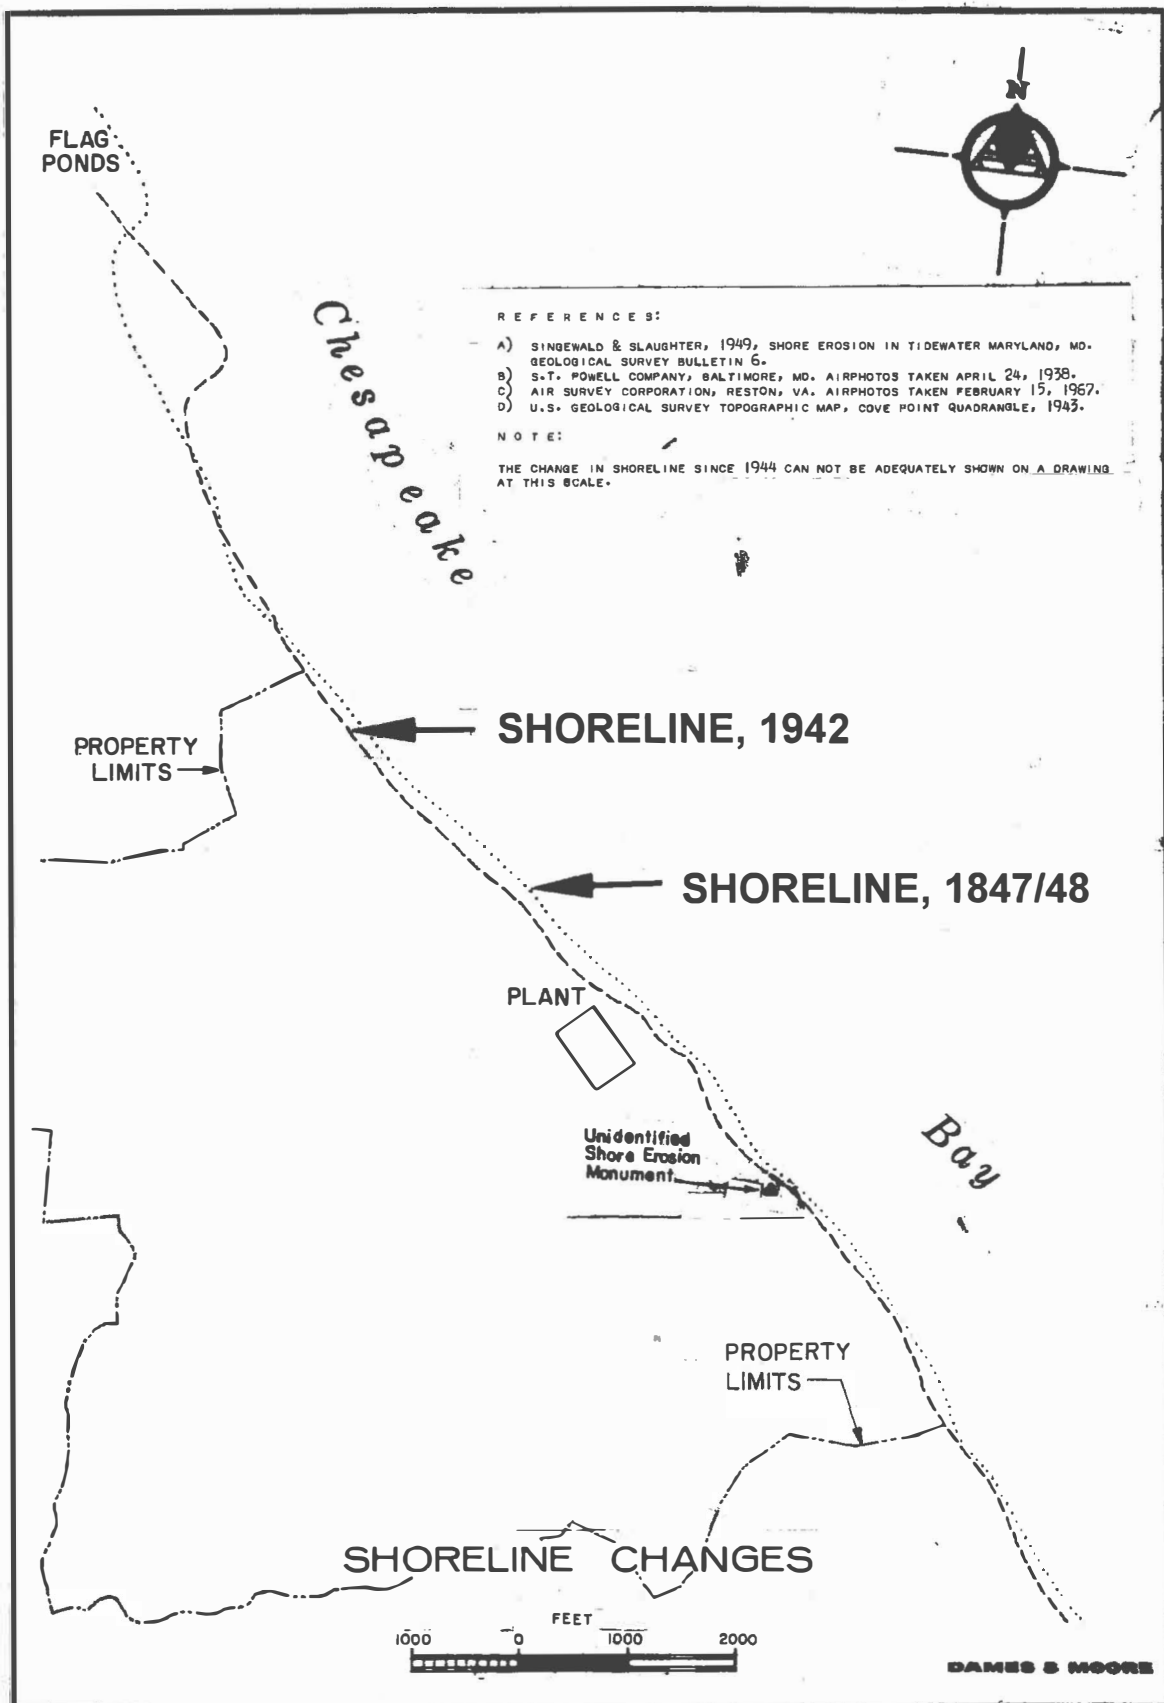 N
FLAG
PONDS
Chesapeake
REFERENCES:
A) SINGEWALD & SLAUGHTER, 1949, SHORE EROSION IN TIDEWATER MARYLAND, MD.
GEOLOGICAL SURVEY BULLETIN 6.
B) S.T. POWELL COMPANY, BALTIMORE, MD. AIRPHOTOS TAKEN APRIL 24, 1938.
C) AIR SURVEY CORPORATION, RESTON, VA. AIRPHOTOS TAKEN FEBRUARY 15, 1967.
D) U.S. GEOLOGICAL SURVEY TOPOGRAPHIC MAP, COVE POINT QUADRANGLE, 1943.
NOTE:
THE CHANGE IN SHORELINE SINCE 1944 CAN NOT BE ADEQUATELY SHOWN ON A DRAWING
AT THIS SCALE.
SHORELINE, 1942
PROPERTY
LIMITS
SHORELINE, 1847/48
PLANT
Bay
Unidentified
Shore Erosion
Monument
PROPERTY
LIMITS
SHORELINE CHANGES
FEET
1000 0 1000 2000
DAMES & MOORE